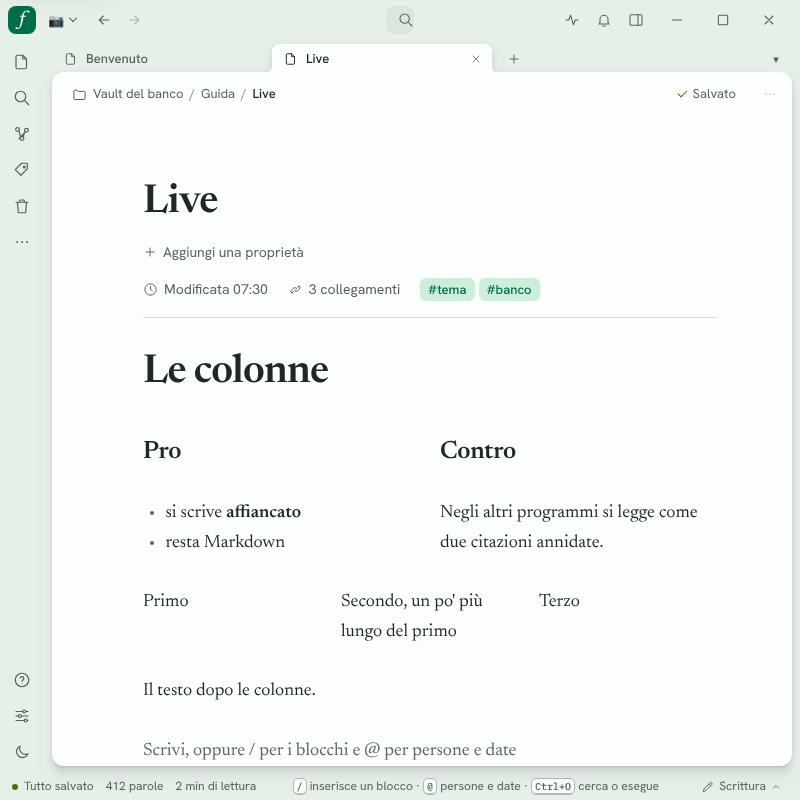 f
Benvenuto
Live
Vault del banco / Guida / Live
Salvato
Live
Aggiungi una proprietà
Modificata 07:30
3 collegamenti
#tema
#banco
Le colonne
Pro
si scrive affiancato
resta Markdown
Contro
Negli altri programmi si legge come
due citazioni annidate.
Primo
Secondo, un po' più
lungo del primo
Terzo
Il testo dopo le colonne.
Scrivi, oppure / per i blocchi e @ per persone e date
Tutto salvato
412 parole
2 min di lettura
/ inserisce un blocco · @ persone e date · Ctrl+O cerca o esegue
Scrittura